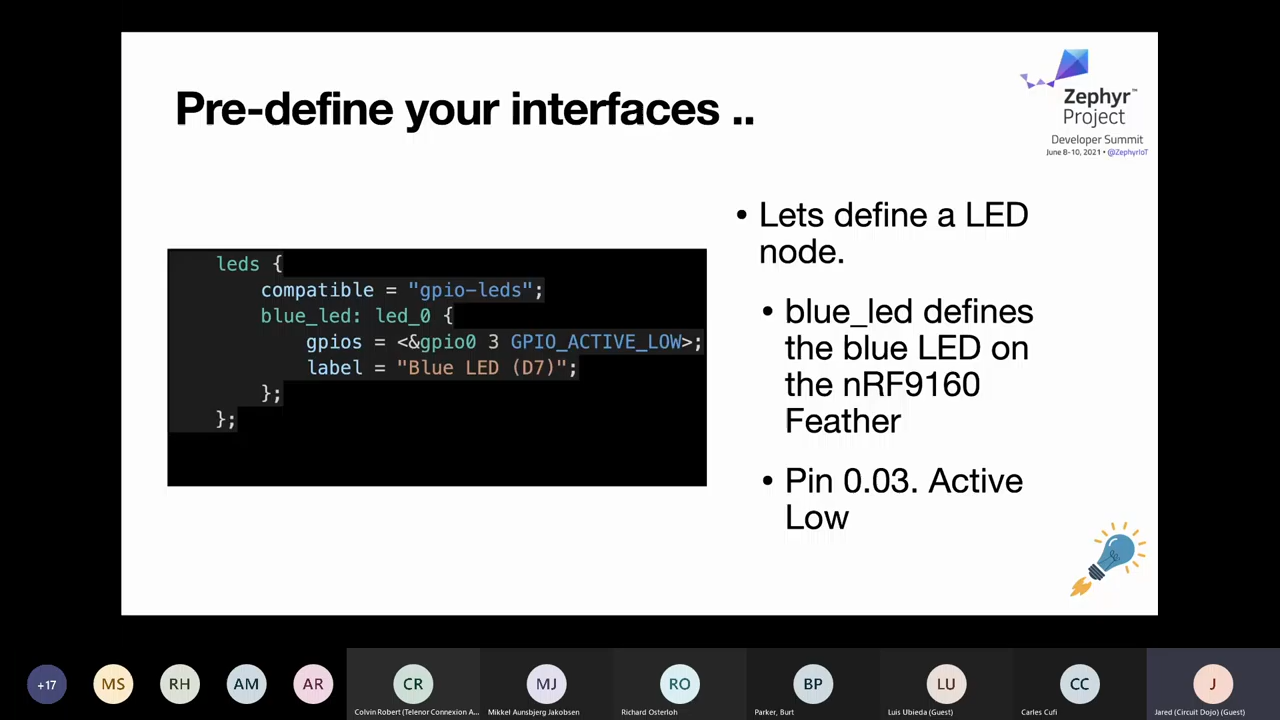 Pre-define your interfaces ..
Zephyr™
Project
Developer Summit
June 8-10, 2021 • @ZephyrIoT
leds {
compatible = "gpio-leds";
blue_led: led_0 {
gpios = <&gpio0 3 GPIO_ACTIVE_LOW>;
label = "Blue LED (D7)";
};
};
• Lets define a LED
node.
• blue_led defines
the blue LED on
the nRF9160
Feather
• Pin 0.03. Active
Low
+17
MS
RH
AM
AR
CR
Colvin Robert (Telenor Connexion A...
MJ
Mikkel Aunsbjerg Jakobsen
RO
Richard Osterloh
BP
Parker, Burt
LU
Luis Ubieda (Guest)
CC
Carles Cufi
J
Jared (Circuit Dojo) (Guest)